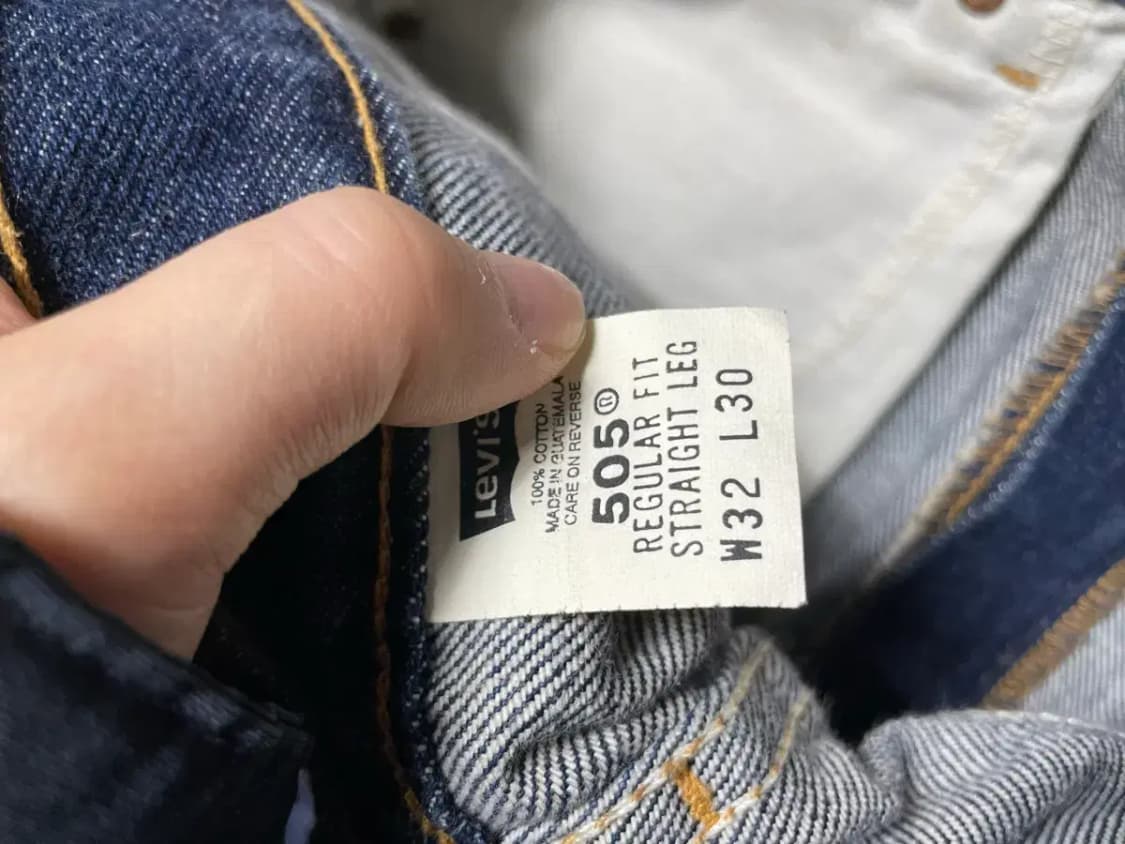 Levi's
100% COTTON
MADE IN GUATEMALA
CARE ON REVERSE
505®
REGULAR FIT
STRAIGHT LEG
W32 L30